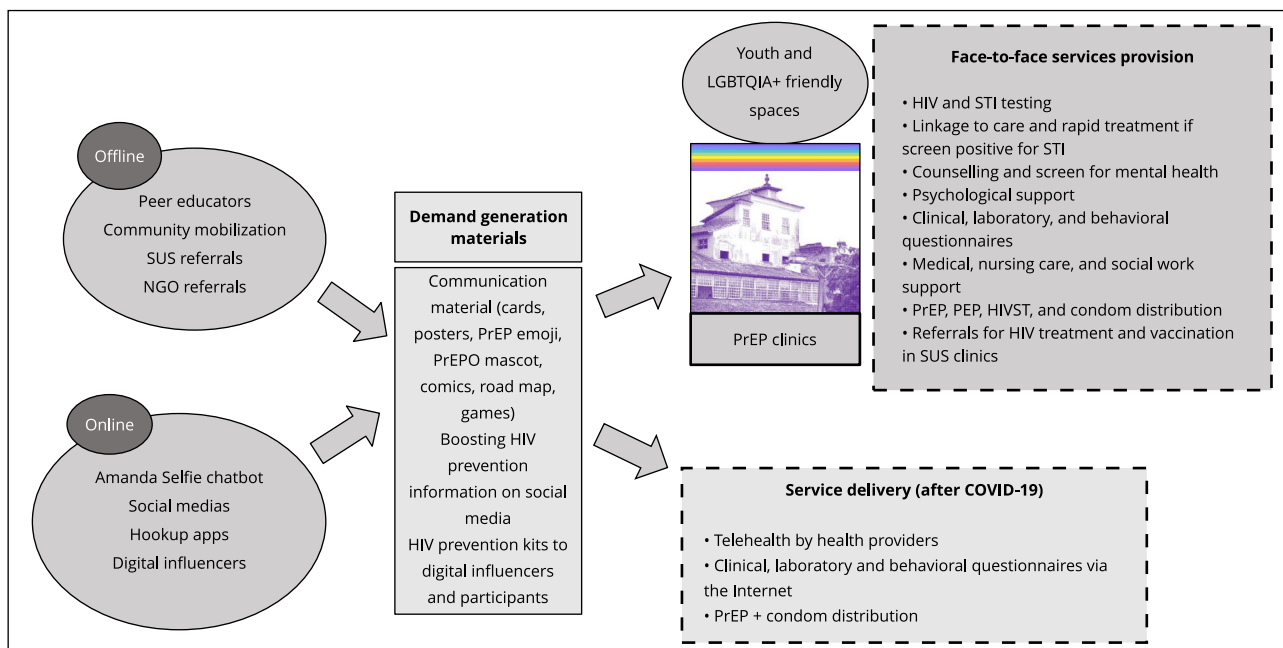 Offline
Peer educators
Community mobilization
SUS referrals
NGO referrals
Online
Amanda Selfie chatbot
Social medias
Hookup apps
Digital influencers
Demand generation
materials
Communication
material (cards,
posters, PrEP emoji,
PrEPO mascot,
comics, road map,
games)
Boosting HIV
prevention
information on social
media
HIV prevention kits to
digital influencers
and participants
Youth and
LGBTQIA+ friendly
spaces
PrEP clinics
Face-to-face services provision
• HIV and STI testing
• Linkage to care and rapid treatment if
screen positive for STI
• Counselling and screen for mental health
• Psychological support
• Clinical, laboratory, and behavioral
questionnaires
• Medical, nursing care, and social work
support
• PrEP, PEP, HIVST, and condom distribution
• Referrals for HIV treatment and vaccination
in SUS clinics
Service delivery (after COVID-19)
• Telehealth by health providers
• Clinical, laboratory and behavioral questionnaires via
the Internet
• PrEP + condom distribution